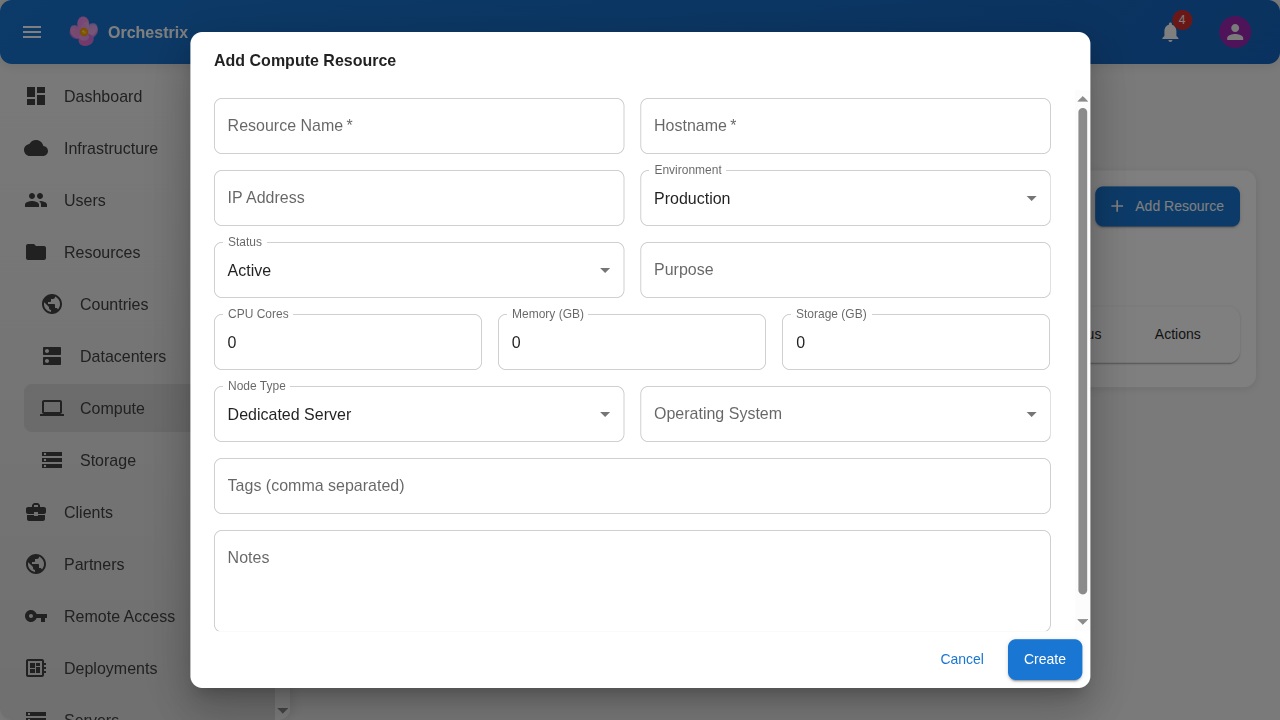 Orchestrix
4
Dashboard
Infrastructure
Users
Resources
Countries
Datacenters
Compute
Storage
Clients
Partners
Remote Access
Deployments
Servers
Add Resource
Actions
Add Compute Resource
Resource Name *
Hostname *
IP Address
Environment
Production
Status
Active
Purpose
CPU Cores
0
Memory (GB)
0
Storage (GB)
0
Node Type
Dedicated Server
Operating System
Tags (comma separated)
Notes
Cancel
Create